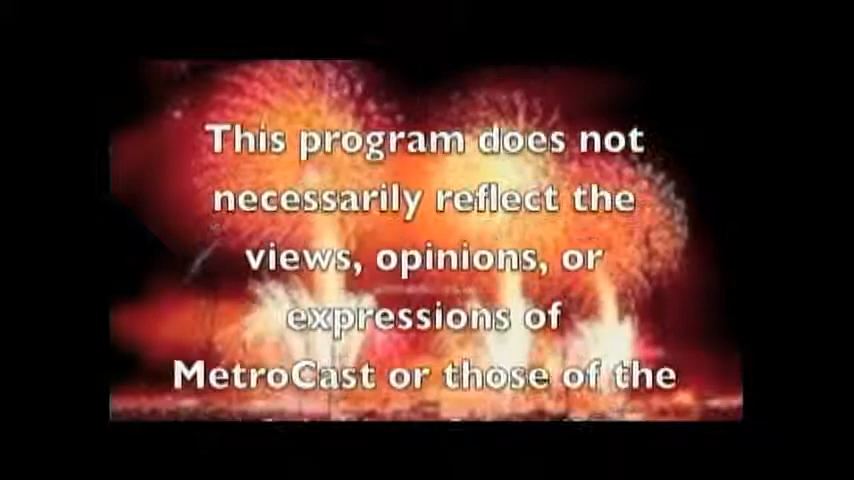 This program does not
necessarily reflect the
views, opinions, or
expressions of
MetroCast or those of the